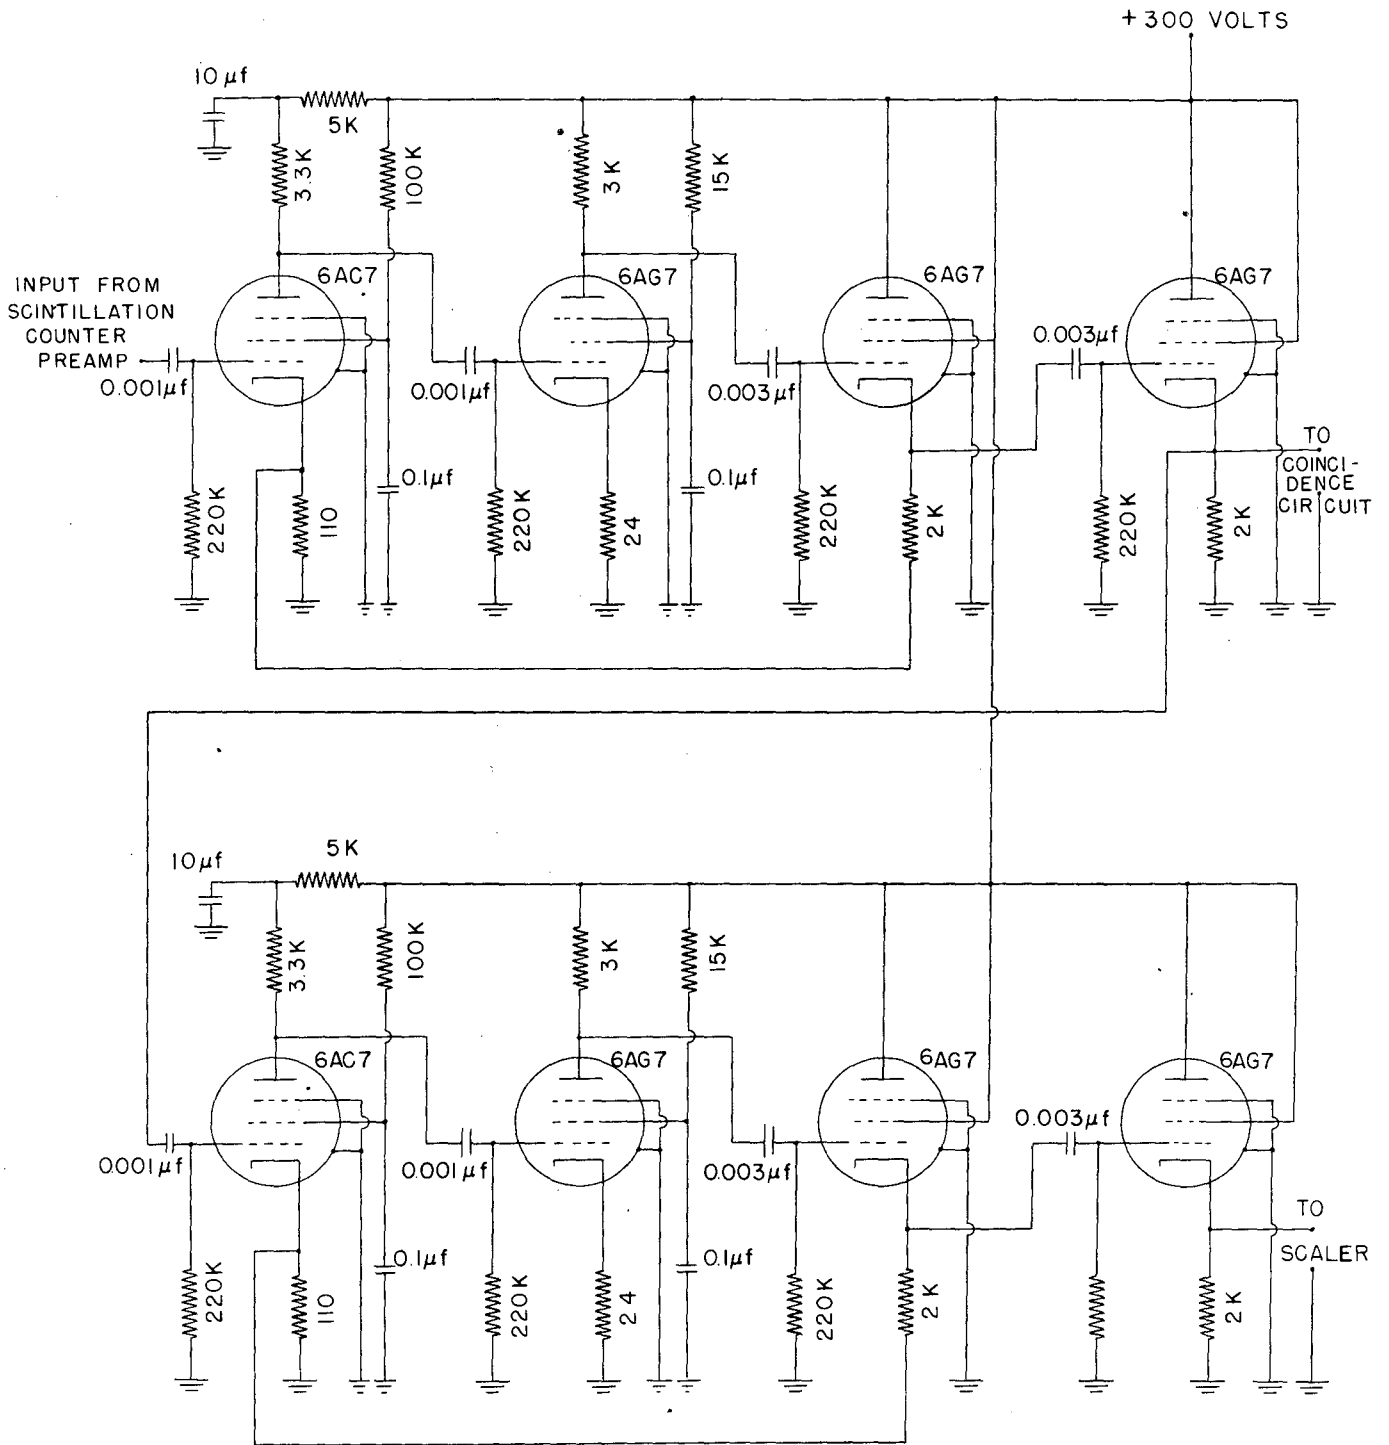 +300 VOLTS
10 μf
5K
3.3K
100K
3K
15K
6AC7
6AG7
6AG7
6AG7
INPUT FROM
SCINTILLATION
COUNTER
PREAMP
0.001μf
0.001μf
0.003μf
0.003μf
TO
COINCI-
DENCE
CIRCUIT
220K
110
0.1μf
220K
24
0.1μf
220K
2K
220K
2K
10μf
5K
3.3K
100K
3K
15K
6AC7
6AG7
6AG7
6AG7
0.001μf
0.001μf
0.003μf
0.003μf
TO
SCALER
220K
110
0.1μf
220K
24
0.1μf
220K
2K
2K